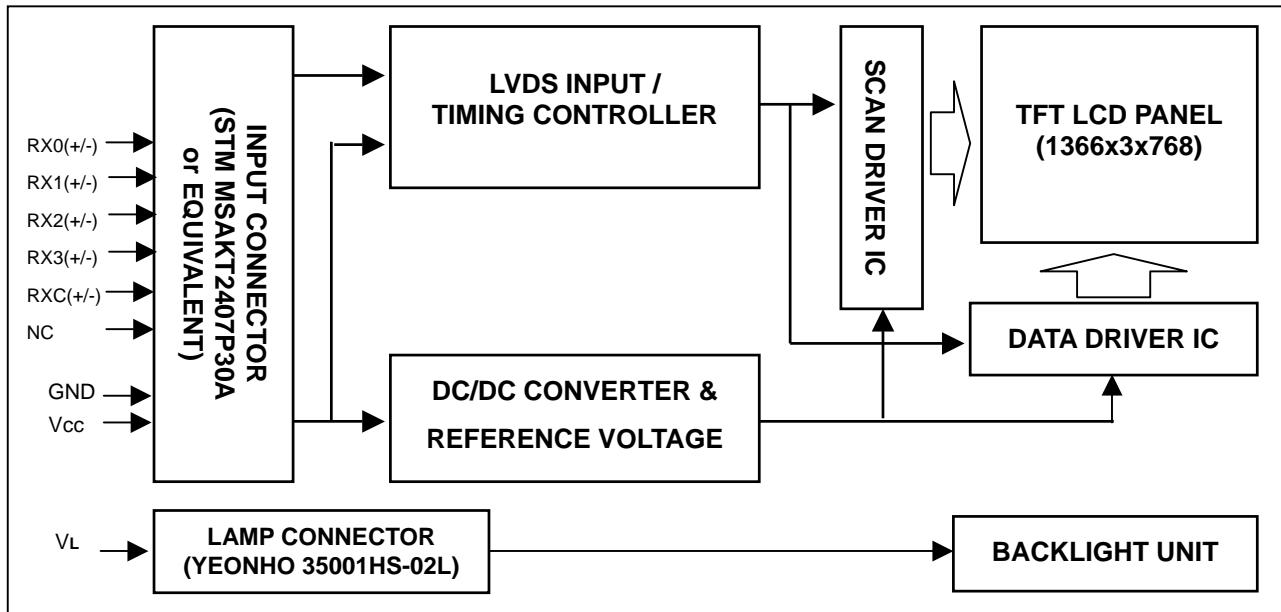 RX0(+/-)
RX1(+/-)
RX2(+/-)
RX3(+/-)
RXC(+/-)
NC
GND
Vcc
VL
INPUT CONNECTOR
(STM MSAKT2407P30A
or EQUIVALENT)
LVDS INPUT /
TIMING CONTROLLER
SCAN DRIVER IC
TFT LCD PANEL
(1366x3x768)
DATA DRIVER IC
DC/DC CONVERTER &
REFERENCE VOLTAGE
LAMP CONNECTOR
(YEONHO 35001HS-02L)
BACKLIGHT UNIT